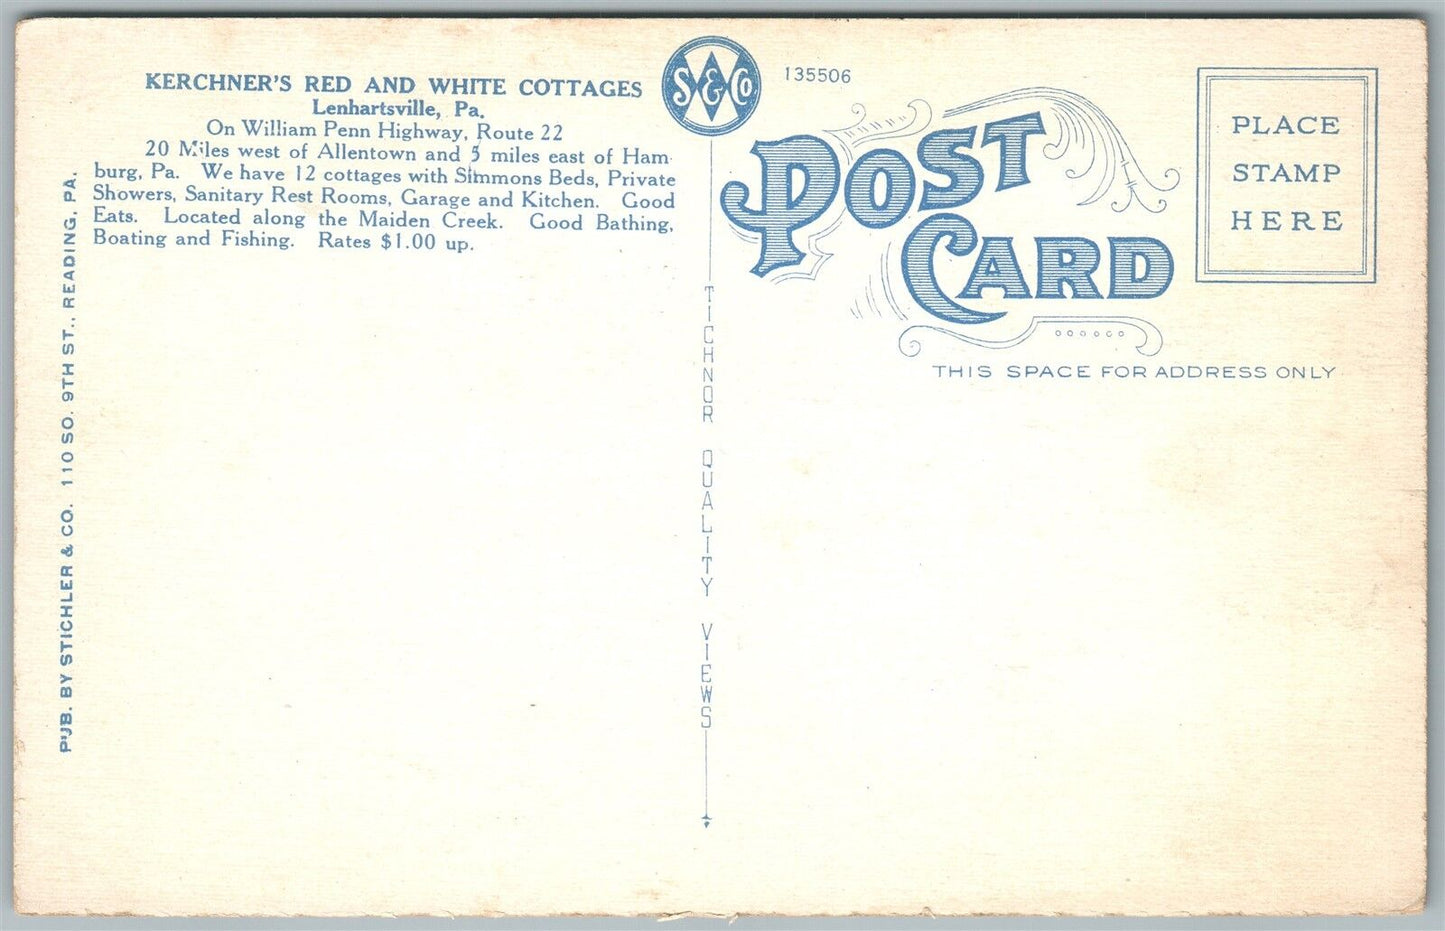 KERCHNER'S RED AND WHITE COTTAGES
Lenhartsville, Pa.
On William Penn Highway, Route 22
20 Miles west of Allentown and 5 miles east of Ham-
burg, Pa. We have 12 cottages with Simmons Beds, Private
Showers, Sanitary Rest Rooms, Garage and Kitchen. Good
Eats. Located along the Maiden Creek. Good Bathing,
Boating and Fishing. Rates $1.00 up.
PUB. BY STICHLER & CO. 110 SO. 9TH ST., READING, PA.
S & Co
135506
TICHNOR QUALITY VIEWS
POST
CARD
THIS SPACE FOR ADDRESS ONLY
PLACE
STAMP
HERE